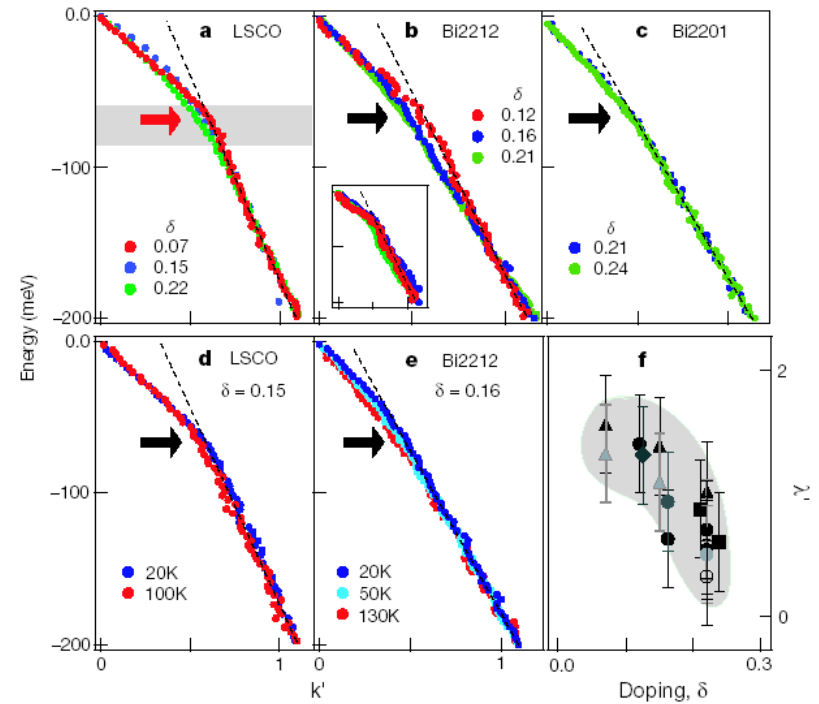 a LSCO
b Bi2212
c Bi2201
0.0
−100
−200
δ
0.07
0.15
0.22
δ
0.12
0.16
0.21
δ
0.21
0.24
Energy (meV)
d LSCO
δ = 0.15
e Bi2212
δ = 0.16
f
0.0
−100
−200
20K
100K
20K
50K
130K
2
0
λ'
0 1
0 1
0.0 0.3
k'
Doping, δ